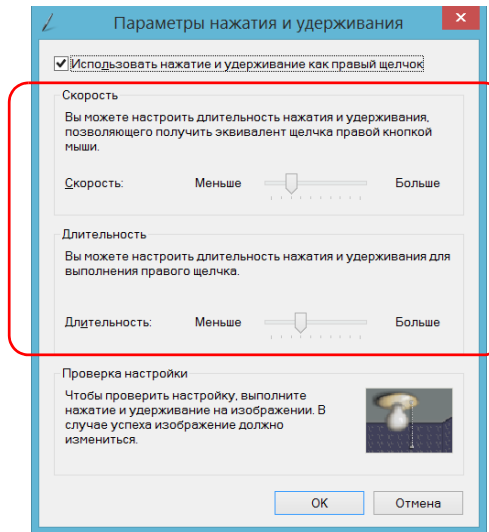 Параметры нажатия и удерживания
Использовать нажатие и удерживание как правый щелчок
Скорость
Вы можете настроить длительность нажатия и удерживания,
позволяющего получить эквивалент щелчка правой кнопкой
мыши.
Скорость: Меньше Больше
Длительность
Вы можете настроить длительность нажатия и удерживания для
выполнения правого щелчка.
Длительность: Меньше Больше
Проверка настройки
Чтобы проверить настройку, выполните
нажатие и удерживание на изображении. В
случае успеха изображение должно
измениться.
OK Отмена